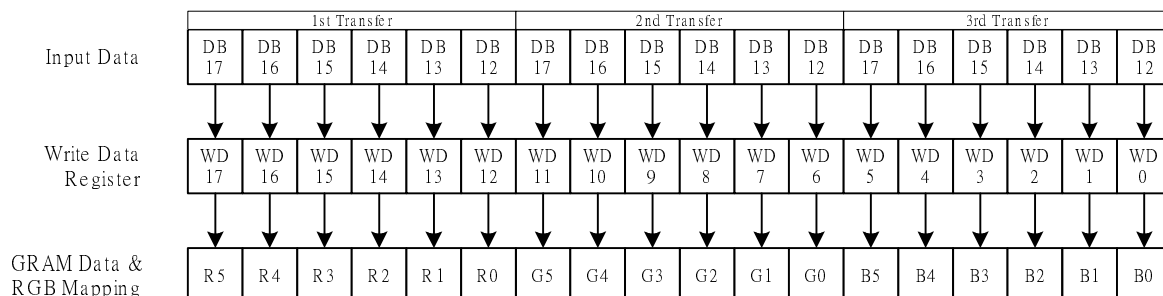 1st Transfer 2nd Transfer 3rd Transfer
Input Data
DB 17 DB 16 DB 15 DB 14 DB 13 DB 12 DB 17 DB 16 DB 15 DB 14 DB 13 DB 12 DB 17 DB 16 DB 15 DB 14 DB 13 DB 12
Write Data
Register
WD 17 WD 16 WD 15 WD 14 WD 13 WD 12 WD 11 WD 10 WD 9 WD 8 WD 7 WD 6 WD 5 WD 4 WD 3 WD 2 WD 1 WD 0
GRAM Data &
RGB Mapping
R5 R4 R3 R2 R1 R0 G5 G4 G3 G2 G1 G0 B5 B4 B3 B2 B1 B0